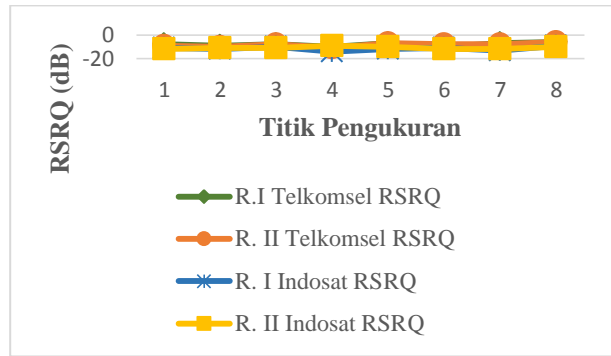 0
-20
RSRQ (dB)
1 2 3 4 5 6 7 8
Titik Pengukuran
R.I Telkomsel RSRQ
R. II Telkomsel RSRQ
R. I Indosat RSRQ
R. II Indosat RSRQ